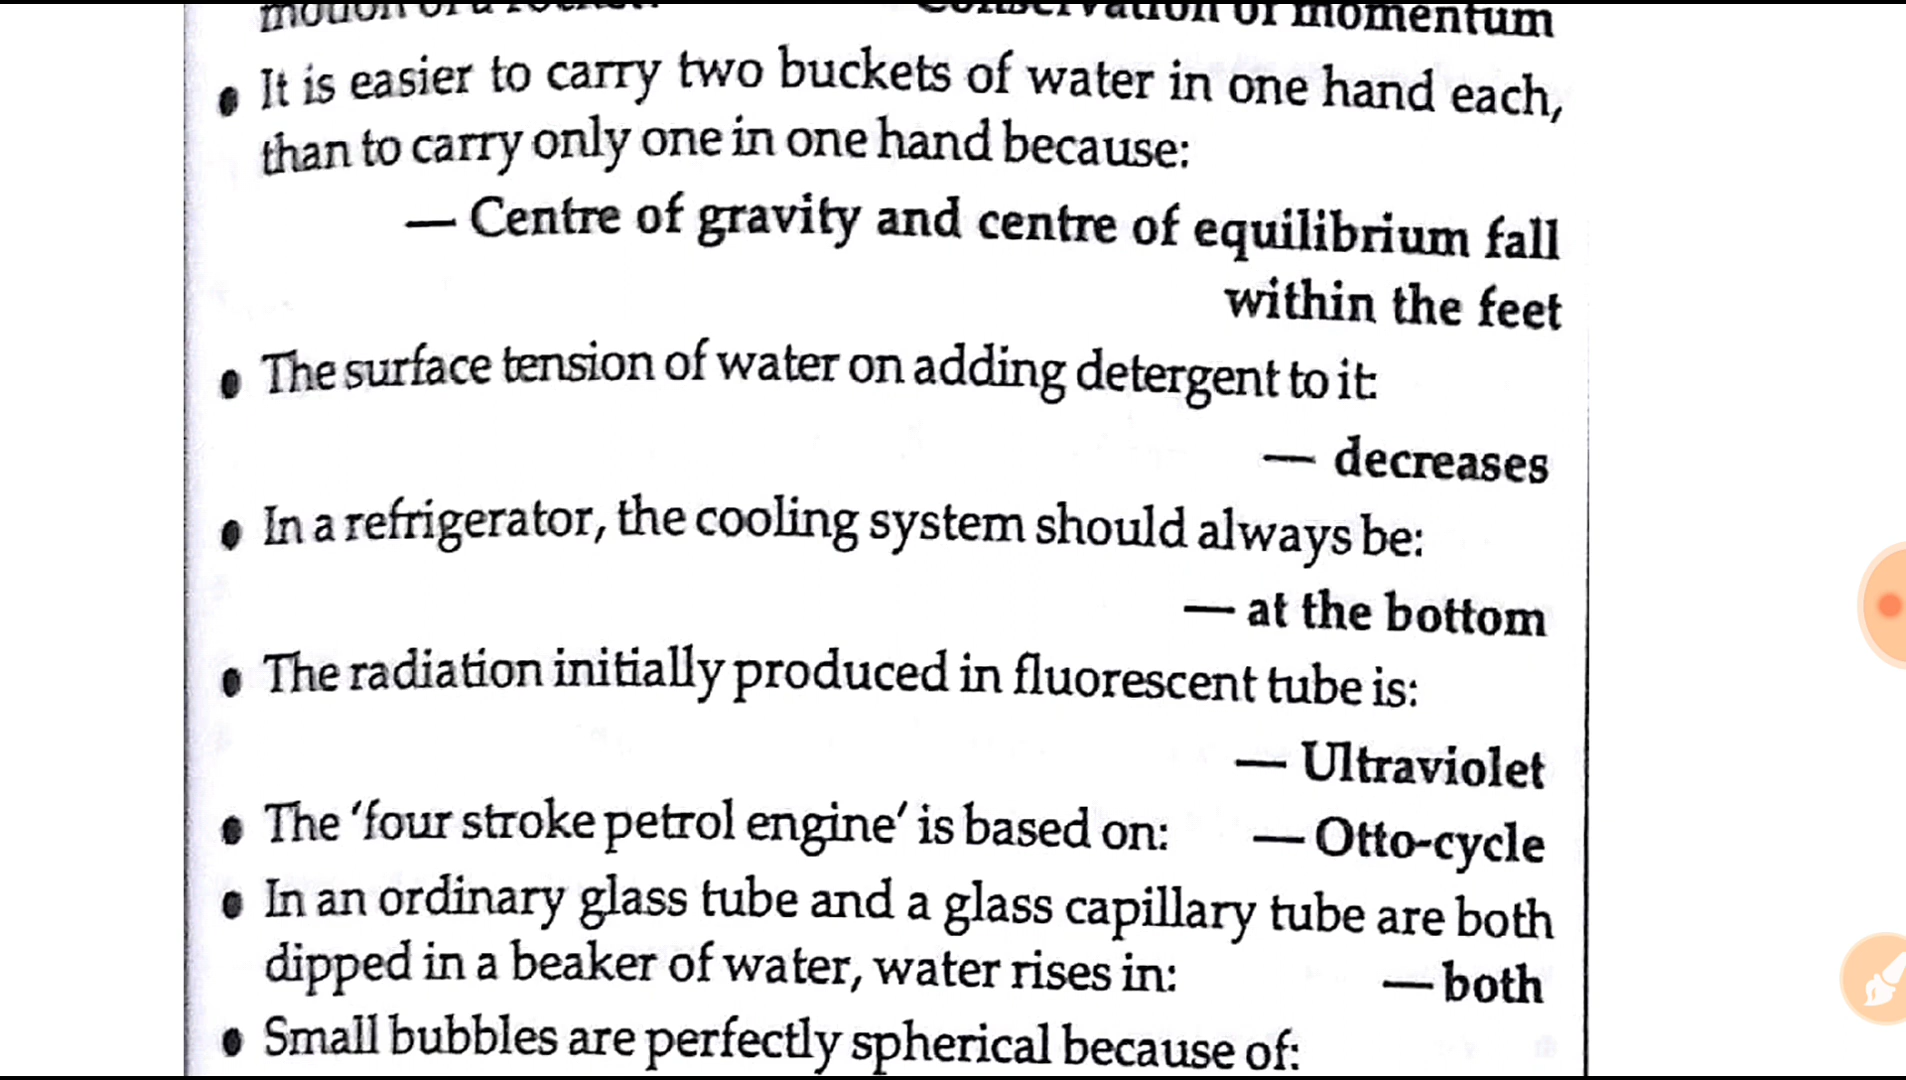 motion of a rocket: Conservation of momentum
• It is easier to carry two buckets of water in one hand each,
than to carry only one in one hand because:
— Centre of gravity and centre of equilibrium fall
within the feet
• The surface tension of water on adding detergent to it:
— decreases
• In a refrigerator, the cooling system should always be:
— at the bottom
• The radiation initially produced in fluorescent tube is:
— Ultraviolet
• The ‘four stroke petrol engine’ is based on: — Otto-cycle
• In an ordinary glass tube and a glass capillary tube are both
dipped in a beaker of water, water rises in: — both
• Small bubbles are perfectly spherical because of: